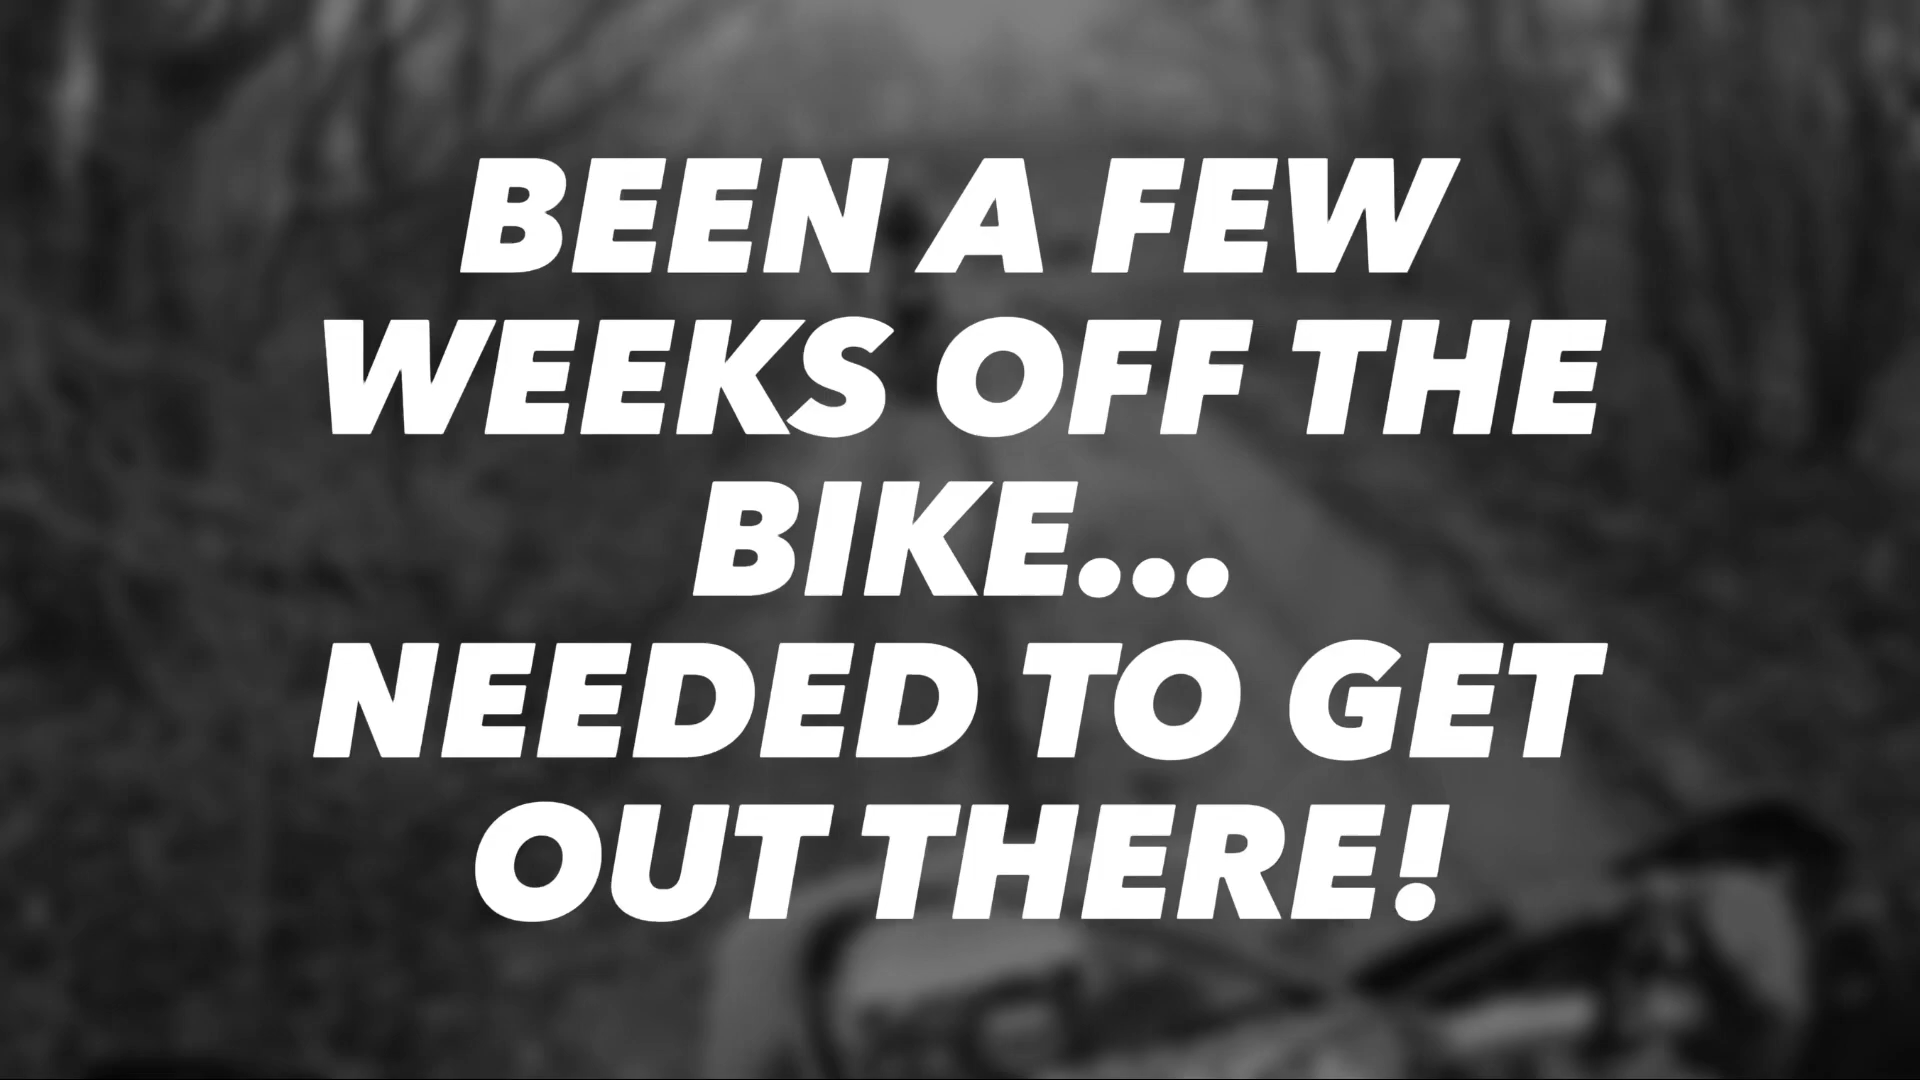 BEEN A FEW
WEEKS OFF THE
BIKE...
NEEDED TO GET
OUT THERE!